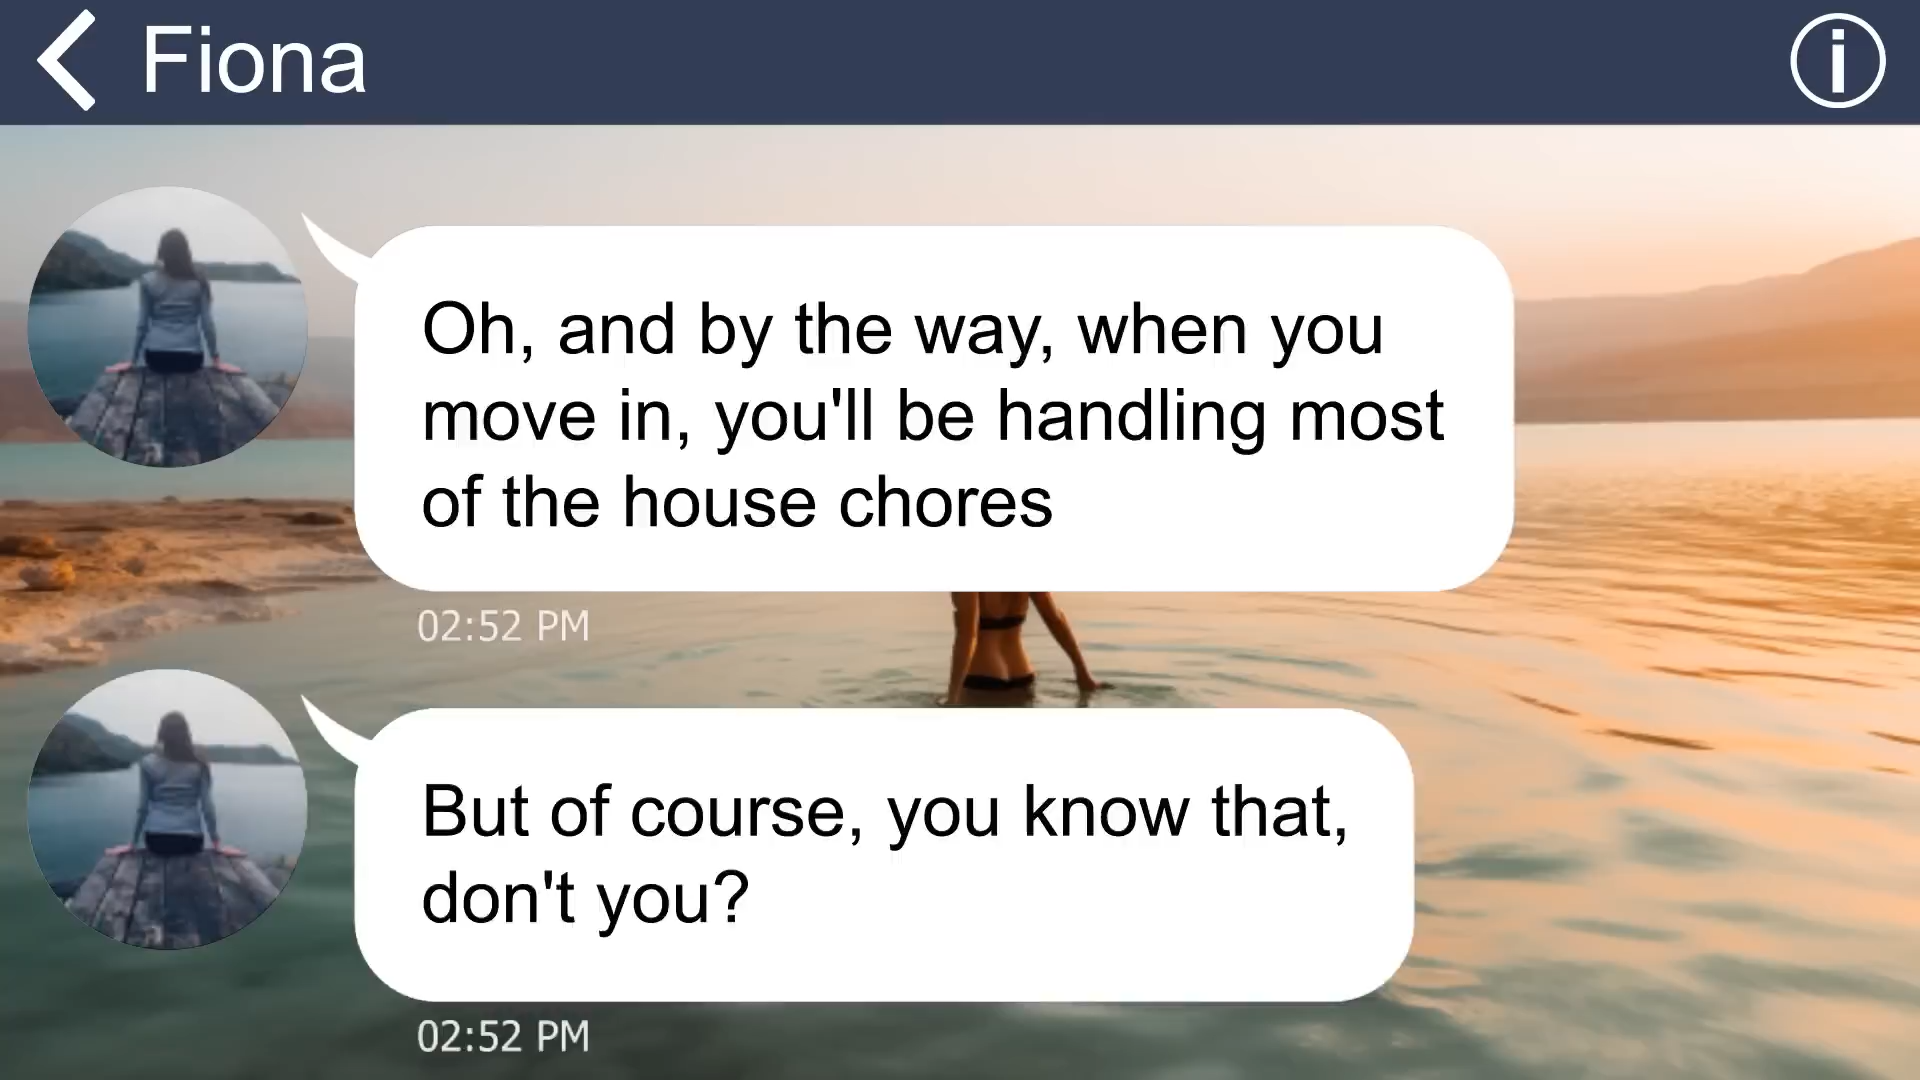 Fiona
Oh, and by the way, when you
move in, you'll be handling most
of the house chores
02:52 PM
But of course, you know that,
don't you?
02:52 PM